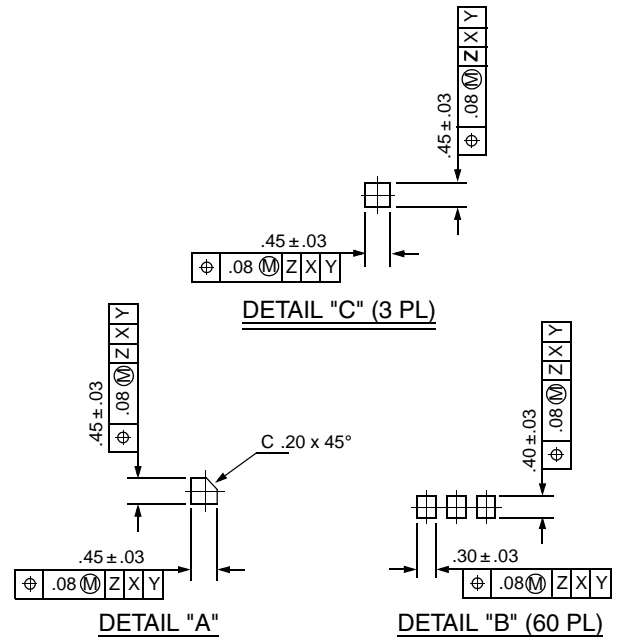 .45±.03
⌖ .08 Ⓜ Z X Y
.45±.03
⌖ .08 Ⓜ Z X Y
DETAIL "C" (3 PL)
.45±.03
⌖ .08 Ⓜ Z X Y
C .20 x 45°
.45±.03
⌖ .08 Ⓜ Z X Y
DETAIL "A"
.40±.03
⌖ .08 Ⓜ Z X Y
.30±.03
⌖ .08 Ⓜ Z X Y
DETAIL "B" (60 PL)